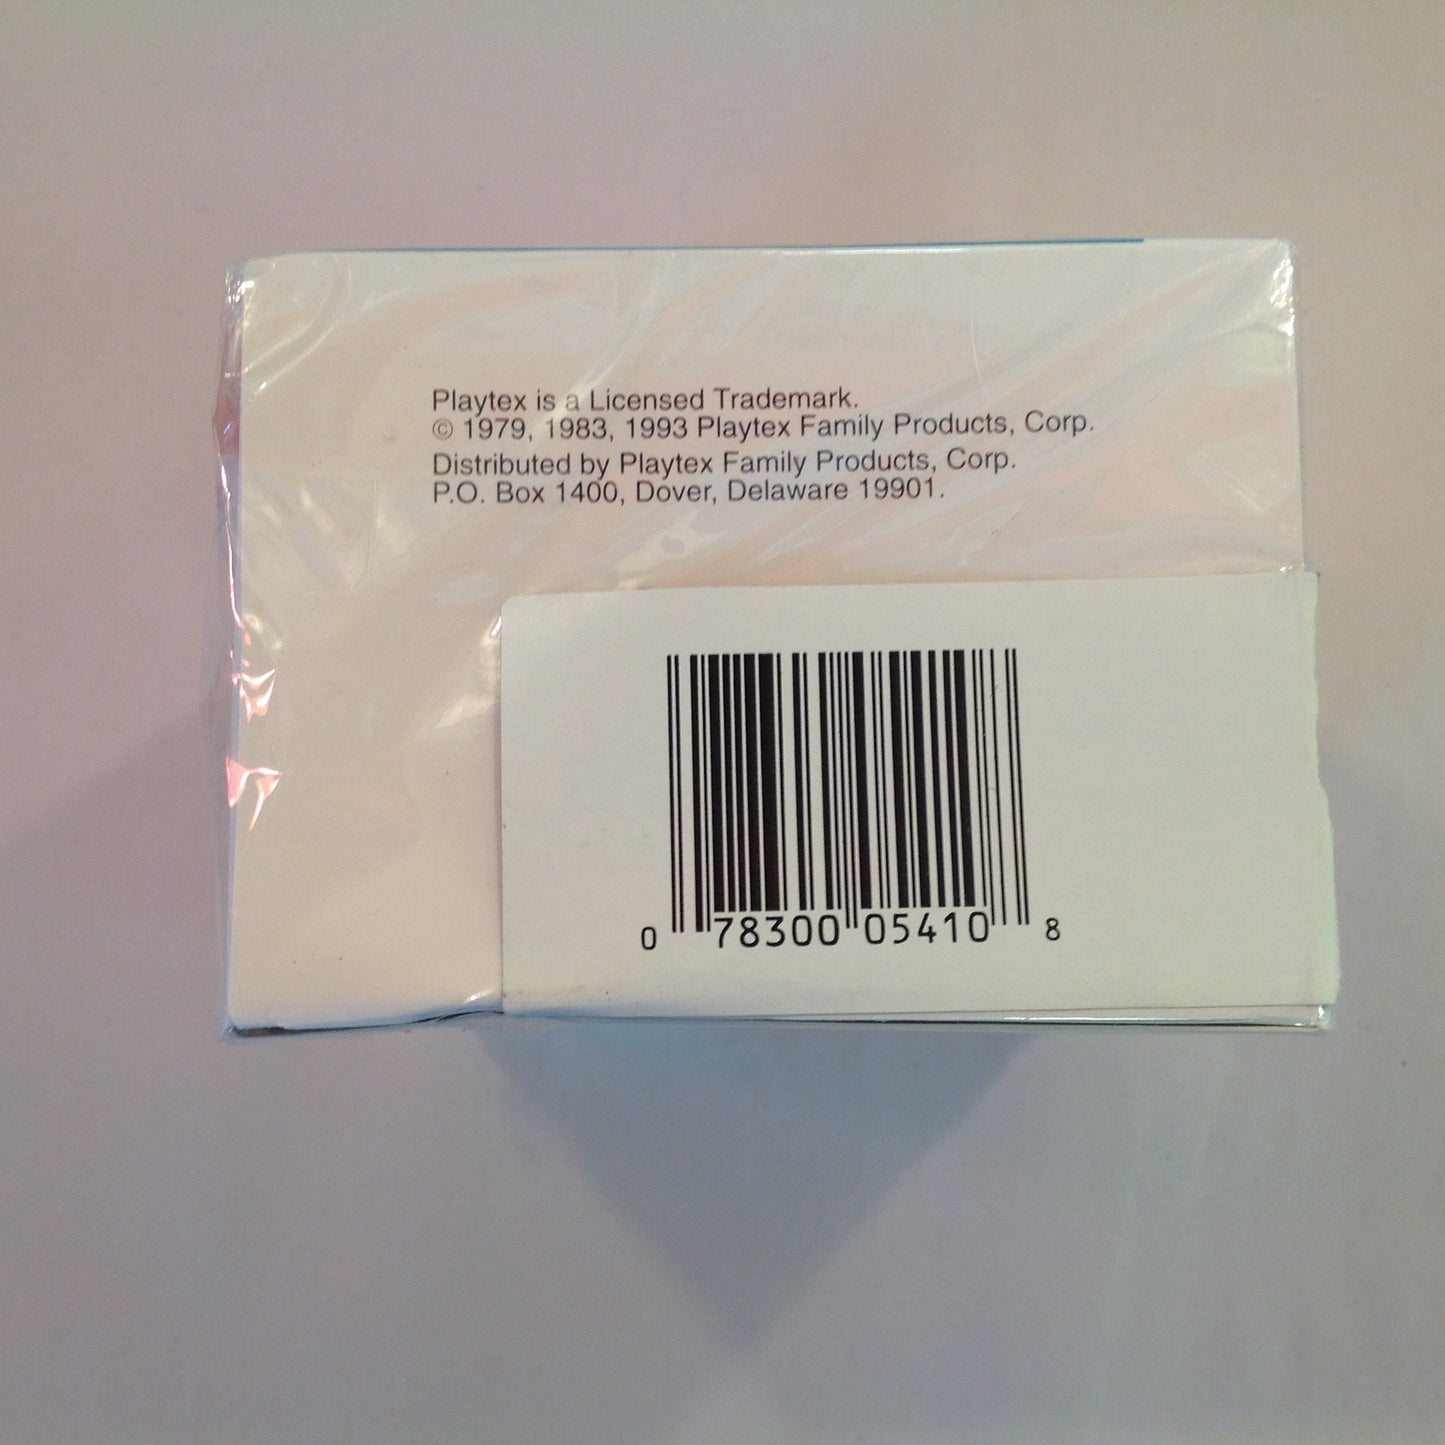 Playtex is a Licensed Trademark.
© 1979, 1983, 1993 Playtex Family Products, Corp.
Distributed by Playtex Family Products, Corp.
P.O. Box 1400, Dover, Delaware 19901.
0 78300 05410 8